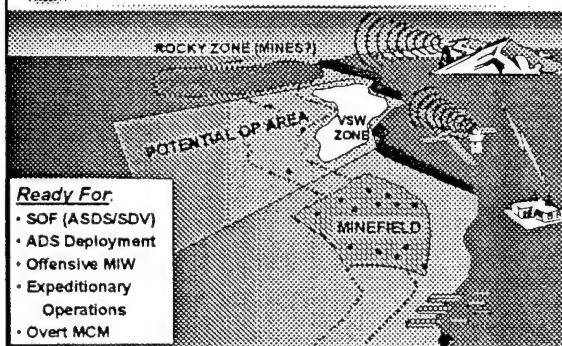 ROCKY ZONE (MINES?)
POTENTIAL OP AREA
VSW
ZONE
MINEFIELD
Ready For:
• SOF (ASDS/SDV)
• ADS Deployment
• Offensive MIW
• Expeditionary
Operations
• Overt MCM